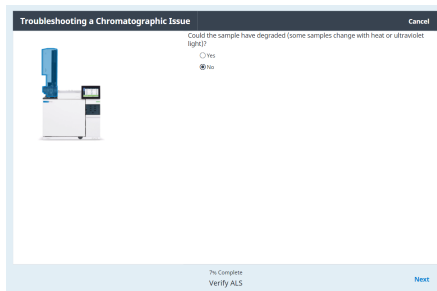 Troubleshooting a Chromatographic Issue
Cancel
Could the sample have degraded (some samples change with heat or ultraviolet
light)?
Yes
No
7% Complete
Verify ALS
Next